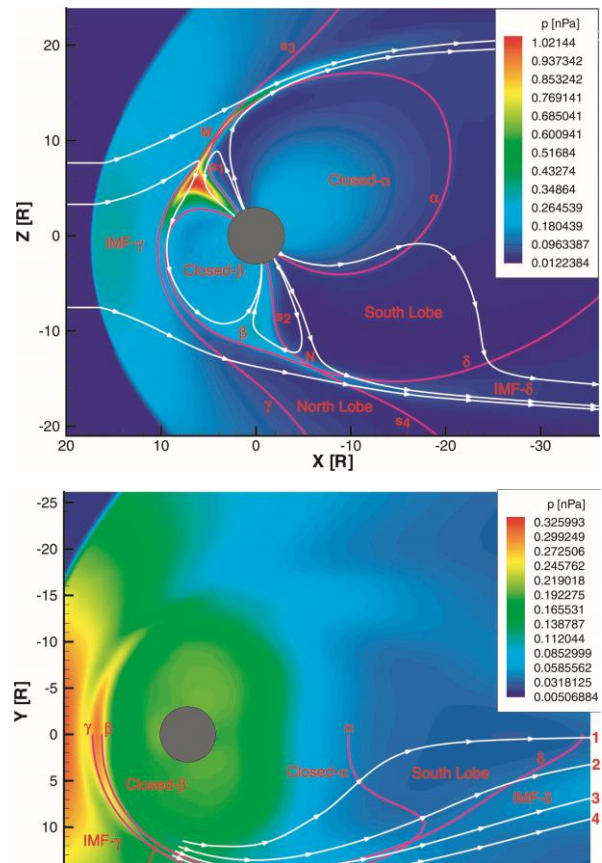 p [nPa]
1.02144
0.937342
0.853242
0.769141
0.685041
0.600941
0.51684
0.43274
0.34864
0.264539
0.180439
0.0963387
0.0122384
20
10
0
-10
-20
Z [R]
20
10
0
-10
-20
-30
X [R]
s3
M
s1
Closed-α
α
IMF-γ
Closed-β
South Lobe
s2
β
N
δ
IMF-δ
γ
North Lobe
s4
p [nPa]
0.325993
0.299249
0.272506
0.245762
0.219018
0.192275
0.165531
0.138787
0.112044
0.0852999
0.0585562
0.0318125
0.00506884
-25
-20
-15
-10
-5
0
5
10
Y [R]
γ β
α
1
δ
2
Closed-β
Closed-α
South Lobe
IMF-δ
3
4
IMF-γ